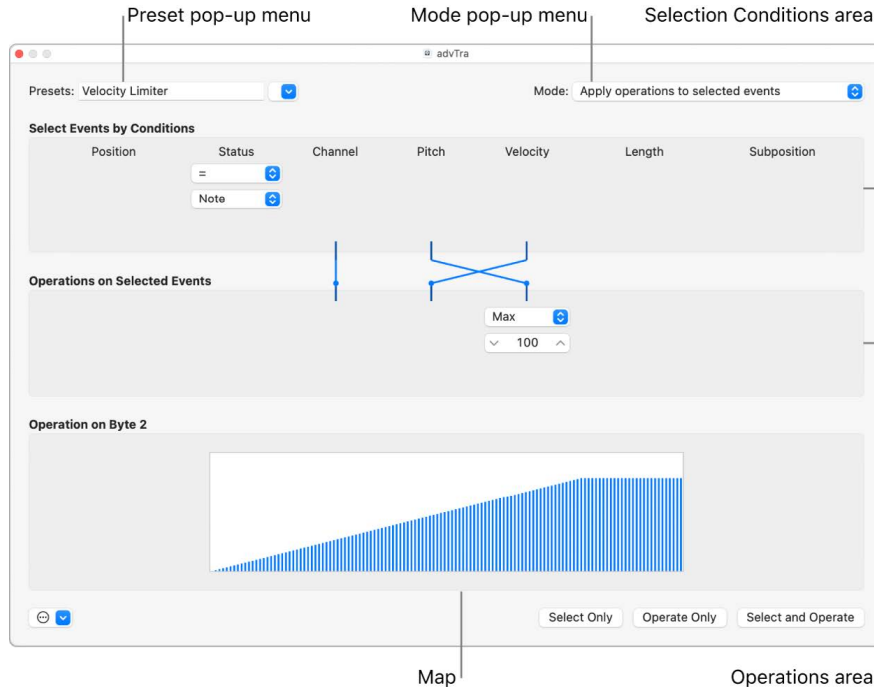 Preset pop-up menu Mode pop-up menu Selection Conditions area
advTra
Presets: Velocity Limiter Mode: Apply operations to selected events
Select Events by Conditions
Position Status Channel Pitch Velocity Length Subposition
=
Note
Operations on Selected Events
Max
100
Operation on Byte 2
Select Only Operate Only Select and Operate
Map Operations area